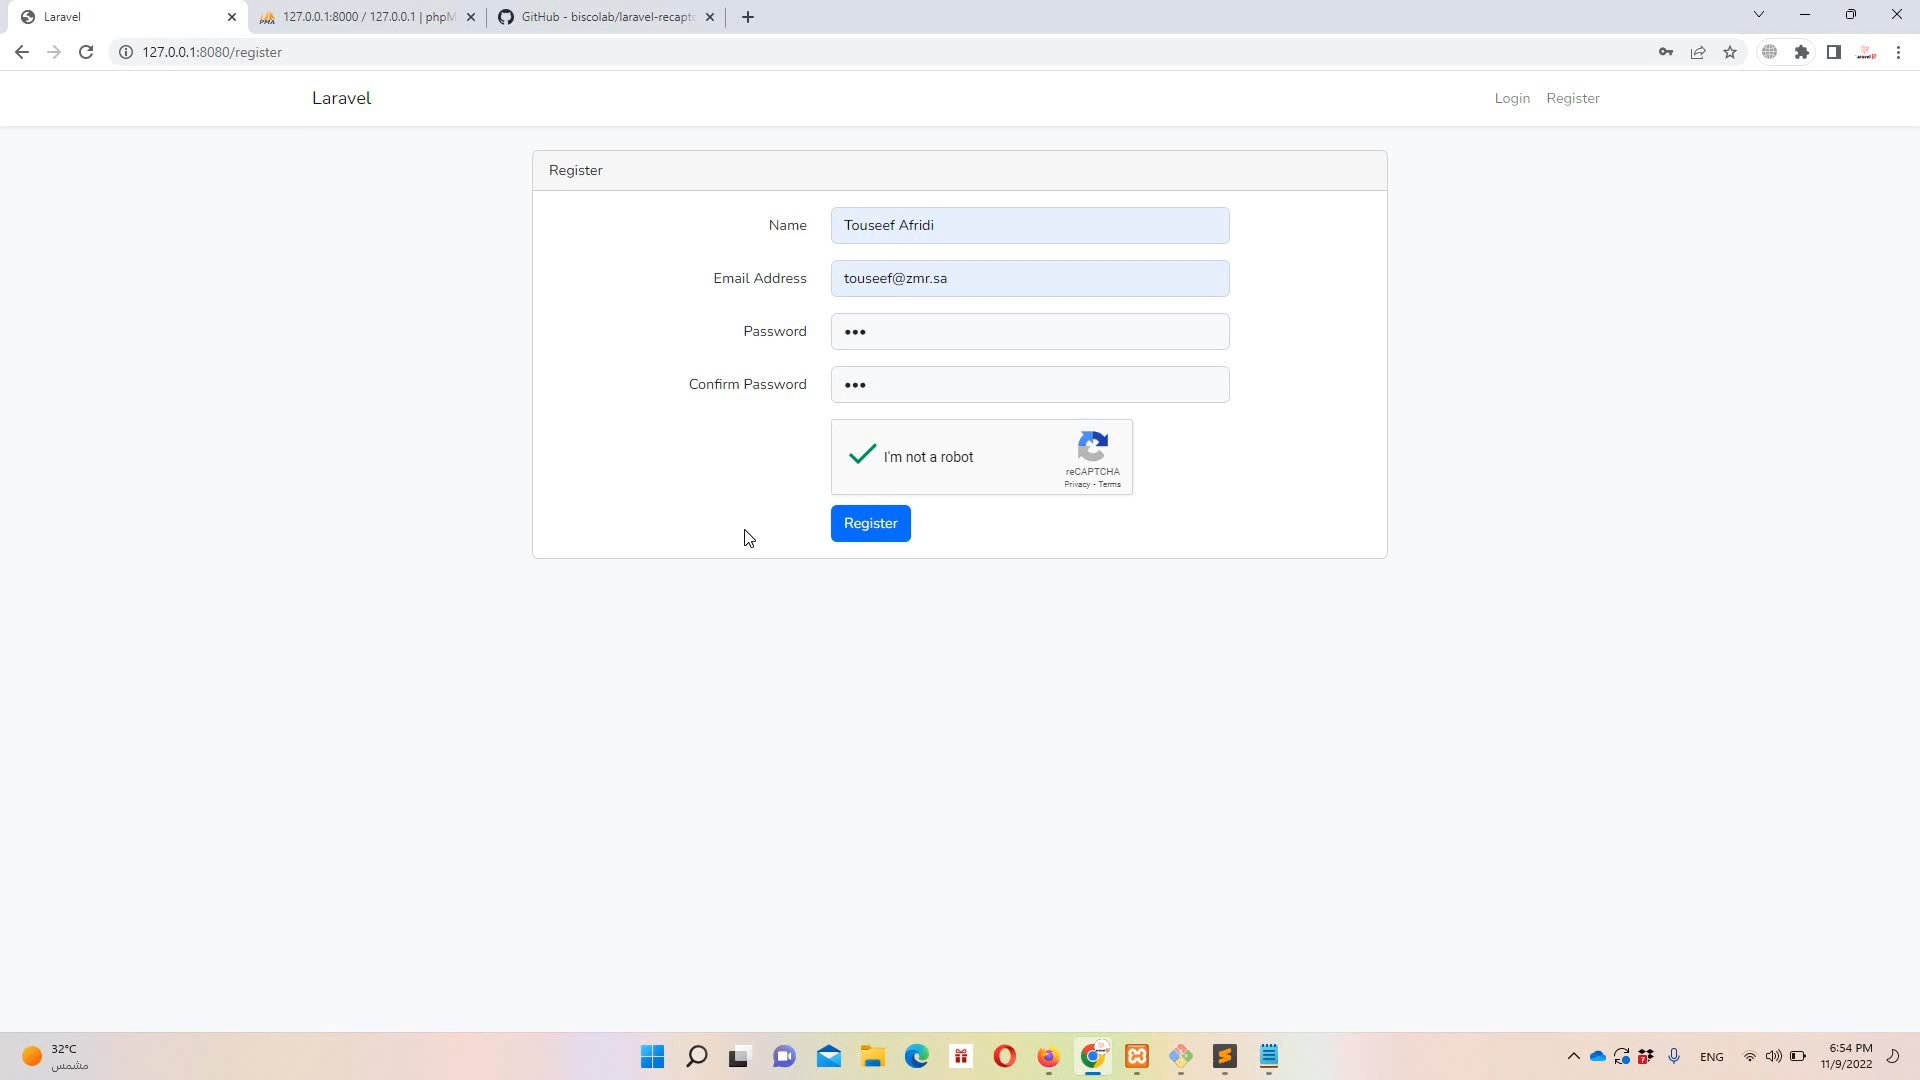 Laravel
127.0.0.1:8000 / 127.0.0.1 | phpM
GitHub - biscolab/laravel-recaptc
127.0.0.1:8080/register
Laravel
Login Register
Register
Name Touseef Afridi
Email Address touseef@zmr.sa
Password •••
Confirm Password •••
I'm not a robot
reCAPTCHA
Privacy - Terms
Register
32°C
مشمس
ENG
6:54 PM
11/9/2022